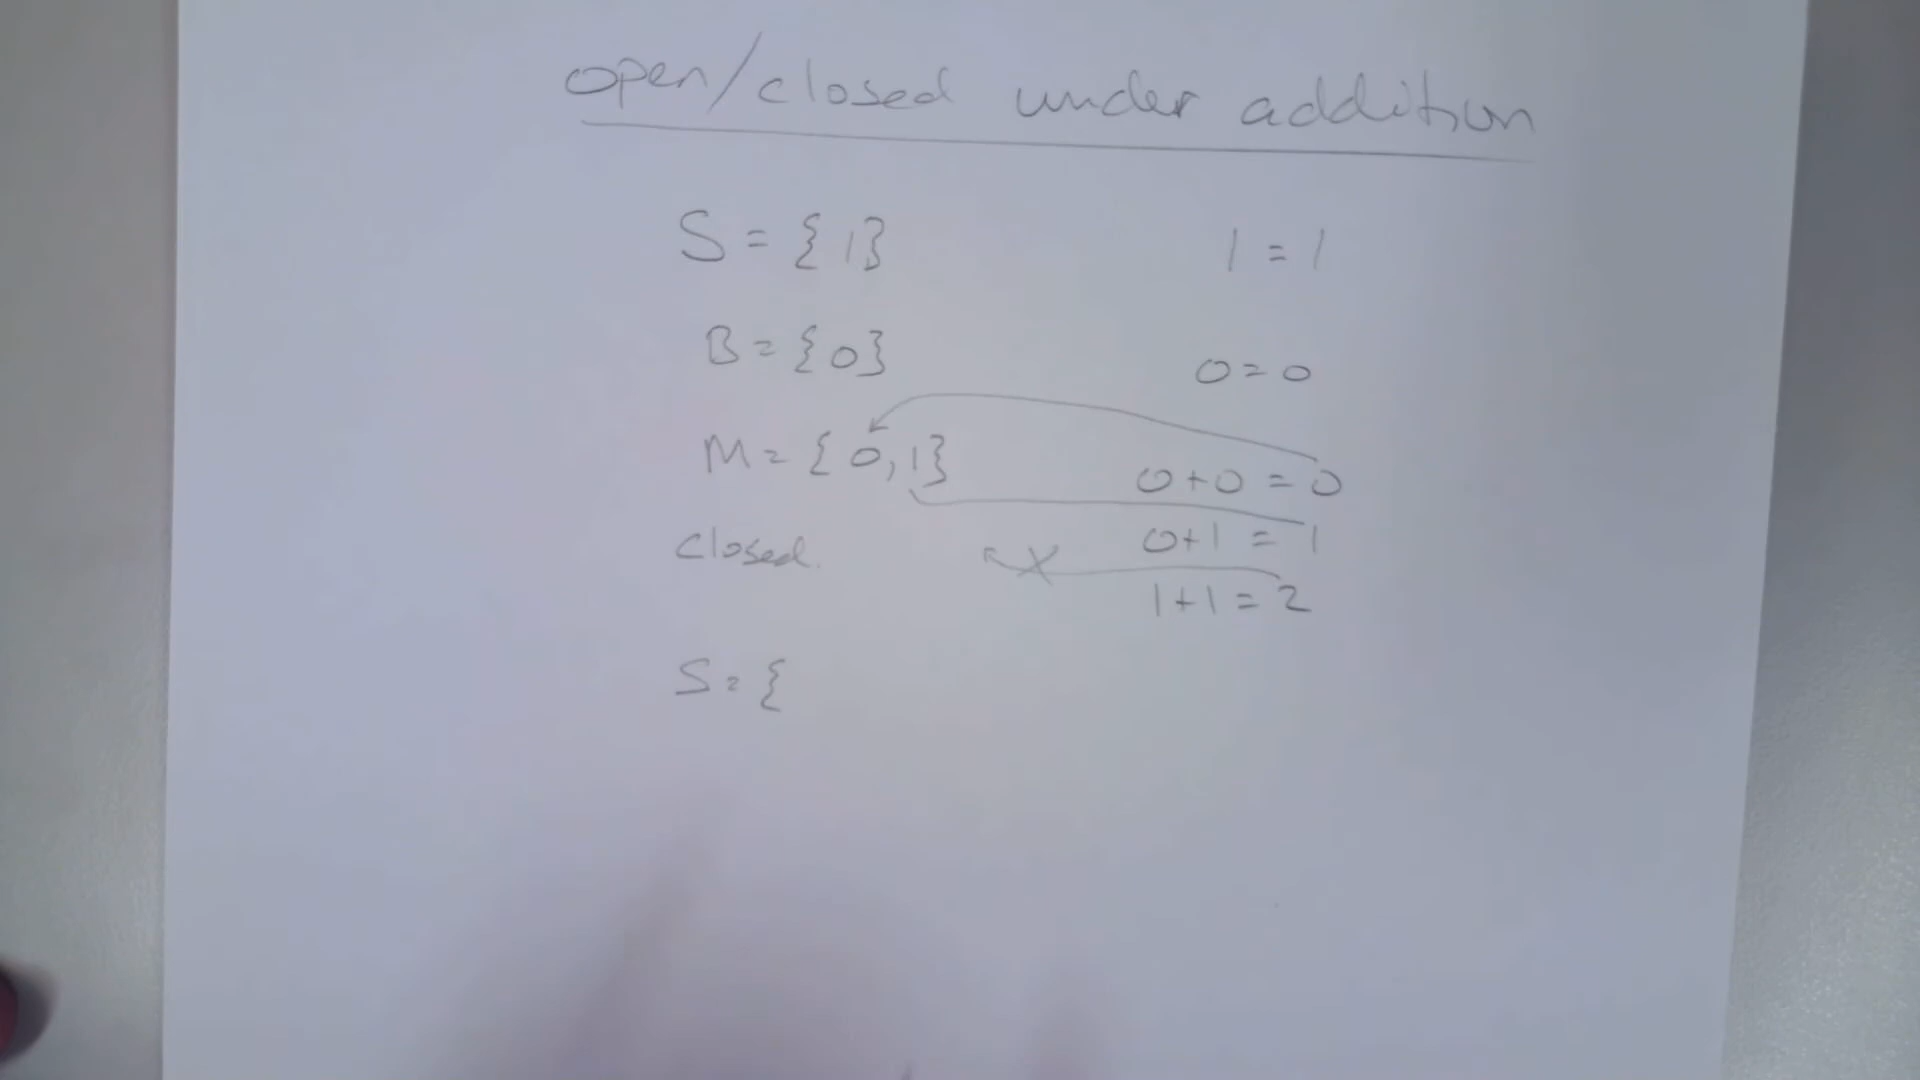 open/closed under addition
S = { 1} 1 = 1
B = {0} 0 = 0
M = { 0, 1} 0+0 = 0
closed. 0+1 = 1
1+1 = 2
S = {